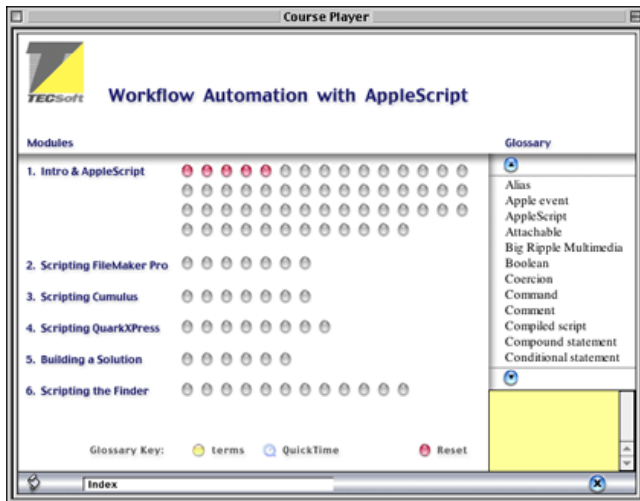 Course Player
TECSoft
Workflow Automation with AppleScript
Modules
1. Intro & AppleScript
2. Scripting FileMaker Pro
3. Scripting Cumulus
4. Scripting QuarkXPress
5. Building a Solution
6. Scripting the Finder
Glossary Key: terms QuickTime Reset
Glossary
Alias
Apple event
AppleScript
Attachable
Big Ripple Multimedia
Boolean
Coercion
Command
Comment
Compiled script
Compound statement
Conditional statement
Index